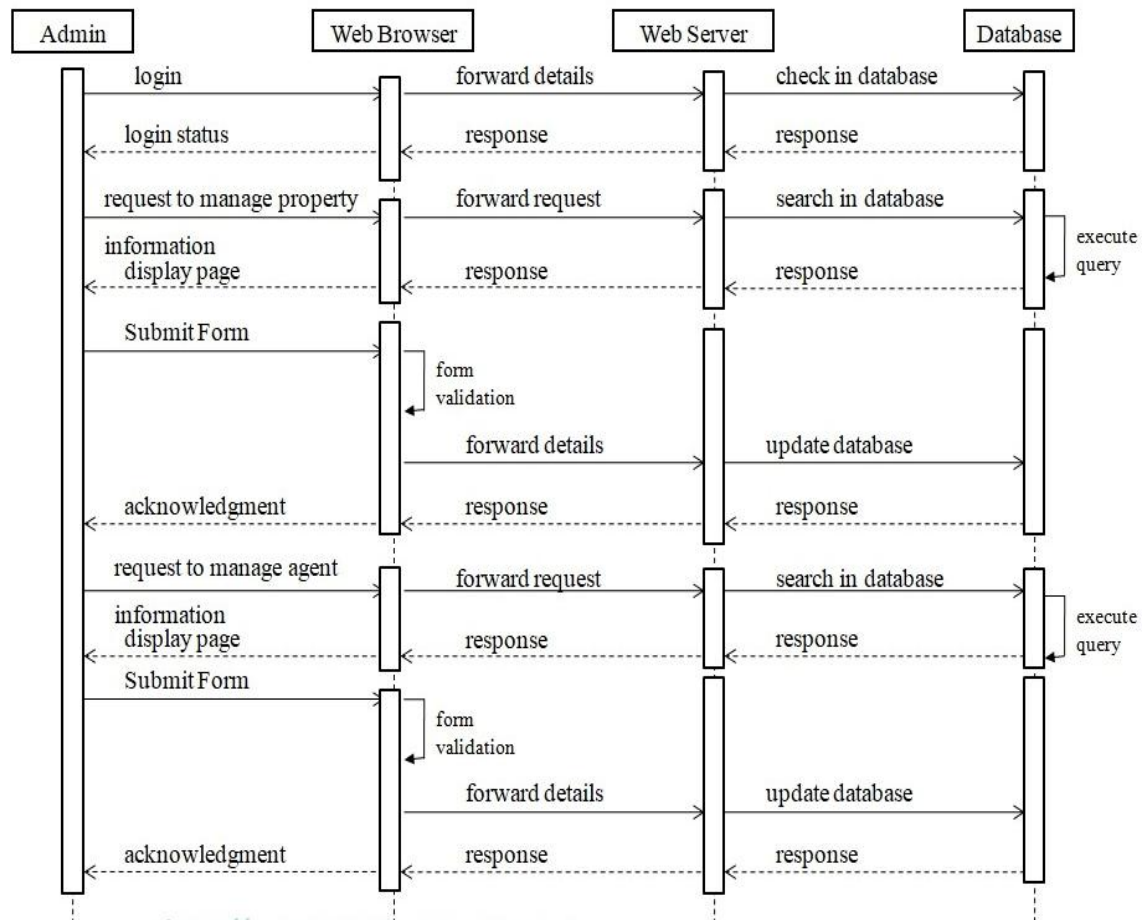 Admin
Web Browser
Web Server
Database
login
forward details
check in database
login status
response
response
request to manage property
forward request
search in database
execute
query
information
display page
response
response
Submit Form
form
validation
forward details
update database
acknowledgment
response
response
request to manage agent
forward request
search in database
execute
query
information
display page
response
response
Submit Form
form
validation
forward details
update database
acknowledgment
response
response